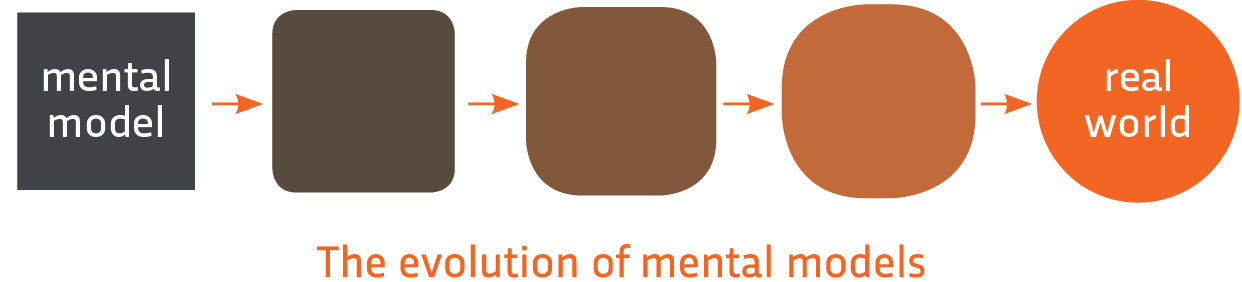 mental
model
real
world
The evolution of mental models